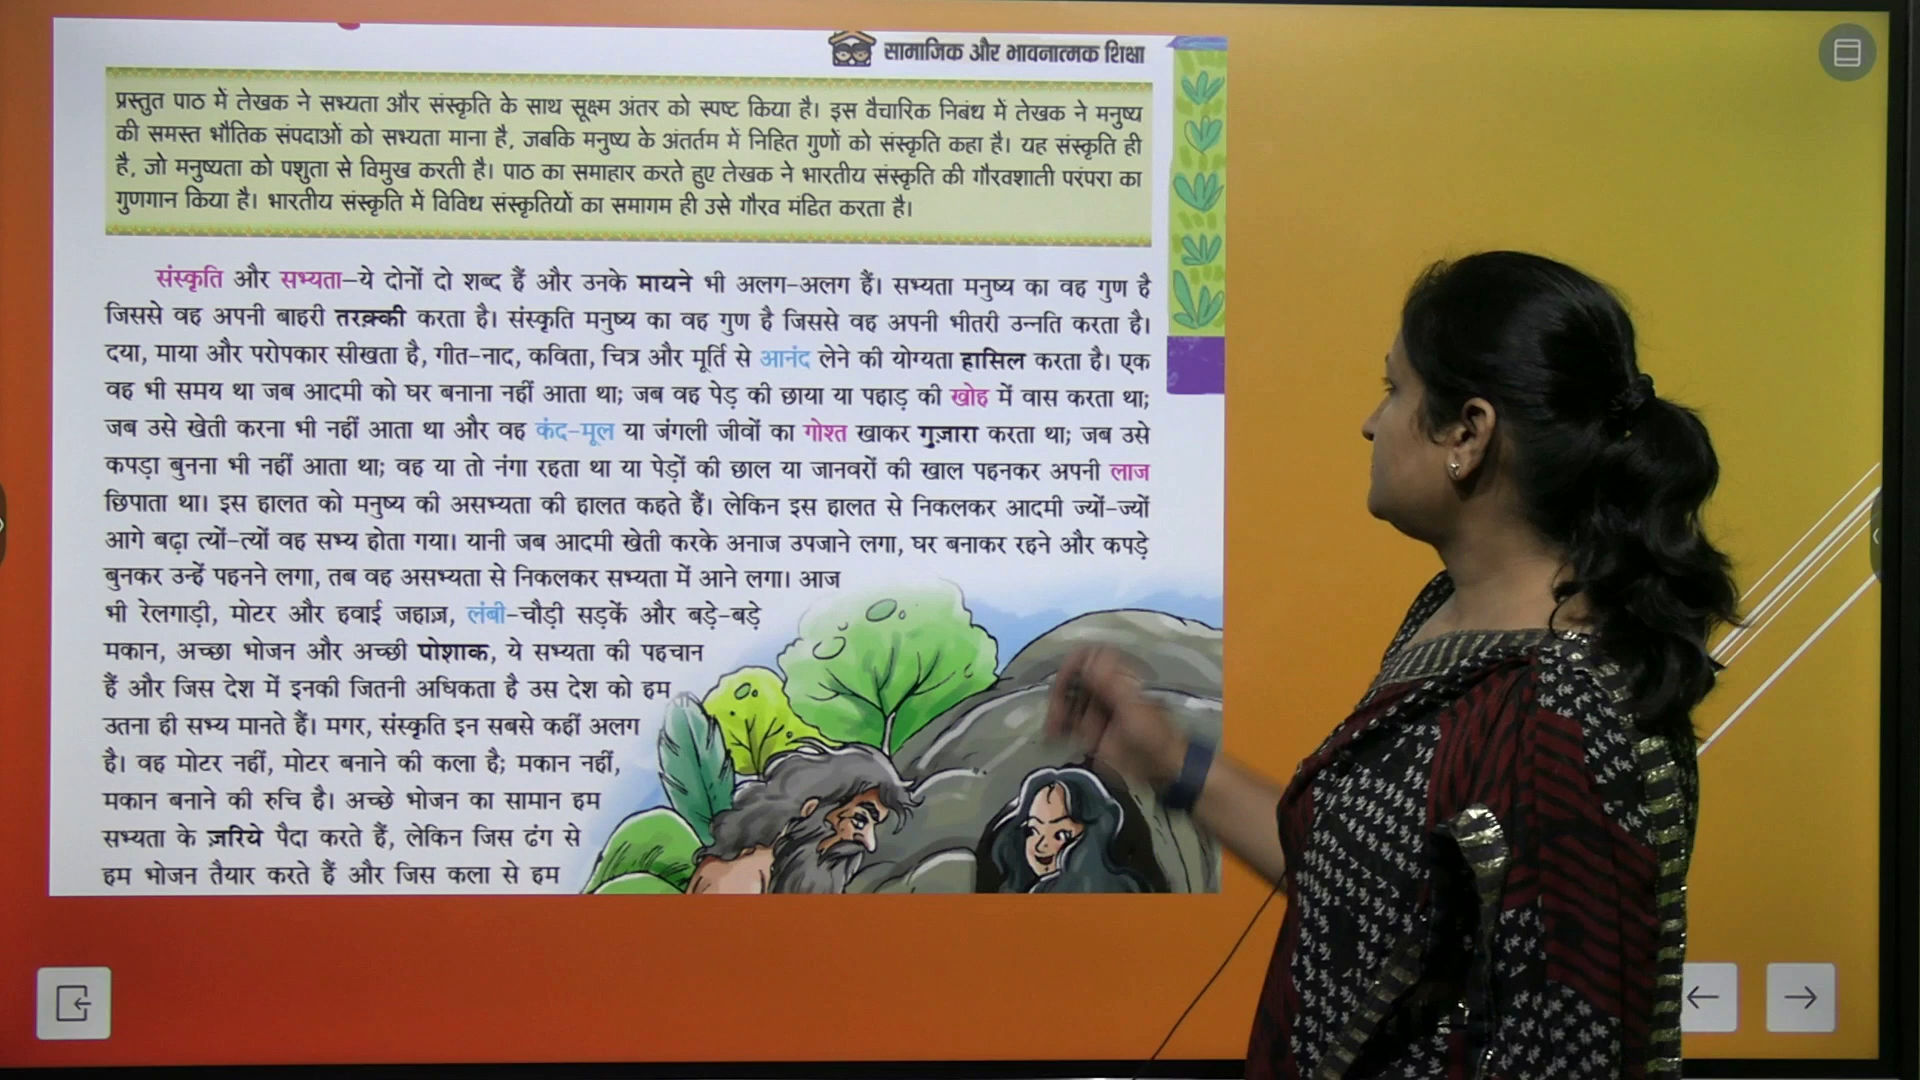 सामाजिक और भावनात्मक शिक्षा
प्रस्तुत पाठ में लेखक ने सभ्यता और संस्कृति के साथ सूक्ष्म अंतर को स्पष्ट किया है। इस वैचारिक निबंध में लेखक ने मनुष्य
की समस्त भौतिक संपदाओं को सभ्यता माना है, जबकि मनुष्य के अंतर्तम में निहित गुणों को संस्कृति कहा है। यह संस्कृति ही
है, जो मनुष्यता को पशुता से विमुख करती है। पाठ का समाहार करते हुए लेखक ने भारतीय संस्कृति की गौरवशाली परंपरा का
गुणगान किया है। भारतीय संस्कृति में विविध संस्कृतियों का समागम ही उसे गौरव मंडित करता है।
संस्कृति और सभ्यता–ये दोनों दो शब्द हैं और उनके मायने भी अलग-अलग हैं। सभ्यता मनुष्य का वह गुण है
जिससे वह अपनी बाहरी तरक़्की करता है। संस्कृति मनुष्य का वह गुण है जिससे वह अपनी भीतरी उन्नति करता है।
दया, माया और परोपकार सीखता है, गीत-नाद, कविता, चित्र और मूर्ति से आनंद लेने की योग्यता हासिल करता है। एक
वह भी समय था जब आदमी को घर बनाना नहीं आता था; जब वह पेड़ की छाया या पहाड़ की खोह में वास करता था;
जब उसे खेती करना भी नहीं आता था और वह कंद-मूल या जंगली जीवों का गोश्त खाकर गुज़ारा करता था; जब उसे
कपड़ा बुनना भी नहीं आता था; वह या तो नंगा रहता था या पेड़ों की छाल या जानवरों की खाल पहनकर अपनी लाज
छिपाता था। इस हालत को मनुष्य की असभ्यता की हालत कहते हैं। लेकिन इस हालत से निकलकर आदमी ज्यों-ज्यों
आगे बढ़ा त्यों-त्यों वह सभ्य होता गया। यानी जब आदमी खेती करके अनाज उपजाने लगा, घर बनाकर रहने और कपड़े
बुनकर उन्हें पहनने लगा, तब वह असभ्यता से निकलकर सभ्यता में आने लगा। आज
भी रेलगाड़ी, मोटर और हवाई जहाज़, लंबी-चौड़ी सड़कें और बड़े-बड़े
मकान, अच्छा भोजन और अच्छी पोशाक, ये सभ्यता की पहचान
हैं और जिस देश में इनकी जितनी अधिकता है उस देश को हम
उतना ही सभ्य मानते हैं। मगर, संस्कृति इन सबसे कहीं अलग
है। वह मोटर नहीं, मोटर बनाने की कला है; मकान नहीं,
मकान बनाने की रुचि है। अच्छे भोजन का सामान हम
सभ्यता के ज़रिये पैदा करते हैं, लेकिन जिस ढंग से
हम भोजन तैयार करते हैं और जिस कला से हम